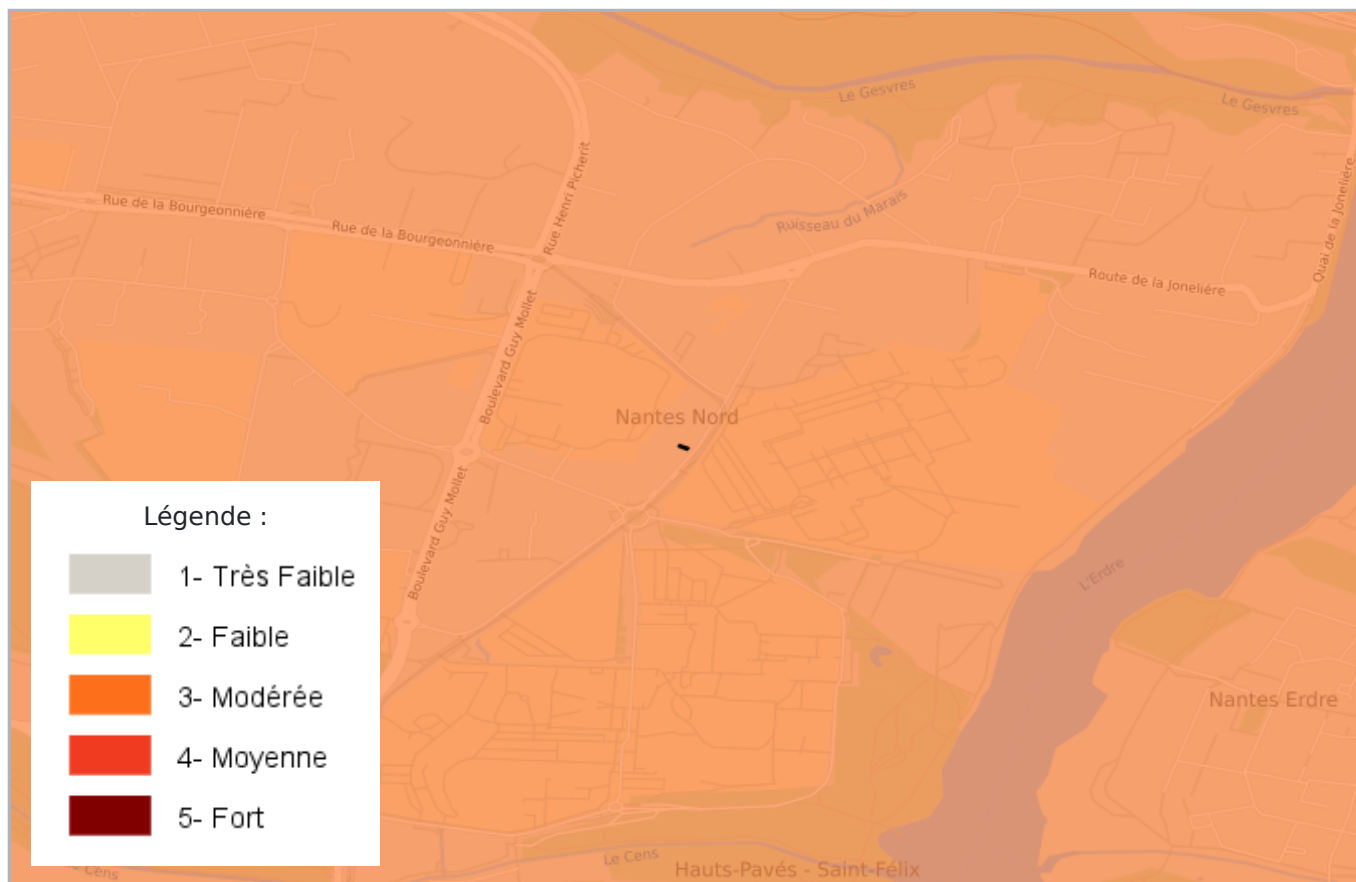 Le Gesvres
Le Gesvres
Rue Henri Picherit
Quai de la Jonelière
Rue de la Bourgeonnière
Ruisseau du Marais
Rue de la Bourgeonnière
Route de la Jonelière
Boulevard Guy Mollet
Nantes Nord
Boulevard Guy Mollet
L'Erdre
Nantes Erdre
Légende :
1- Très Faible
2- Faible
3- Modérée
4- Moyenne
5- Fort
Le Cens
Le Cens
Hauts-Pavés - Saint-Félix